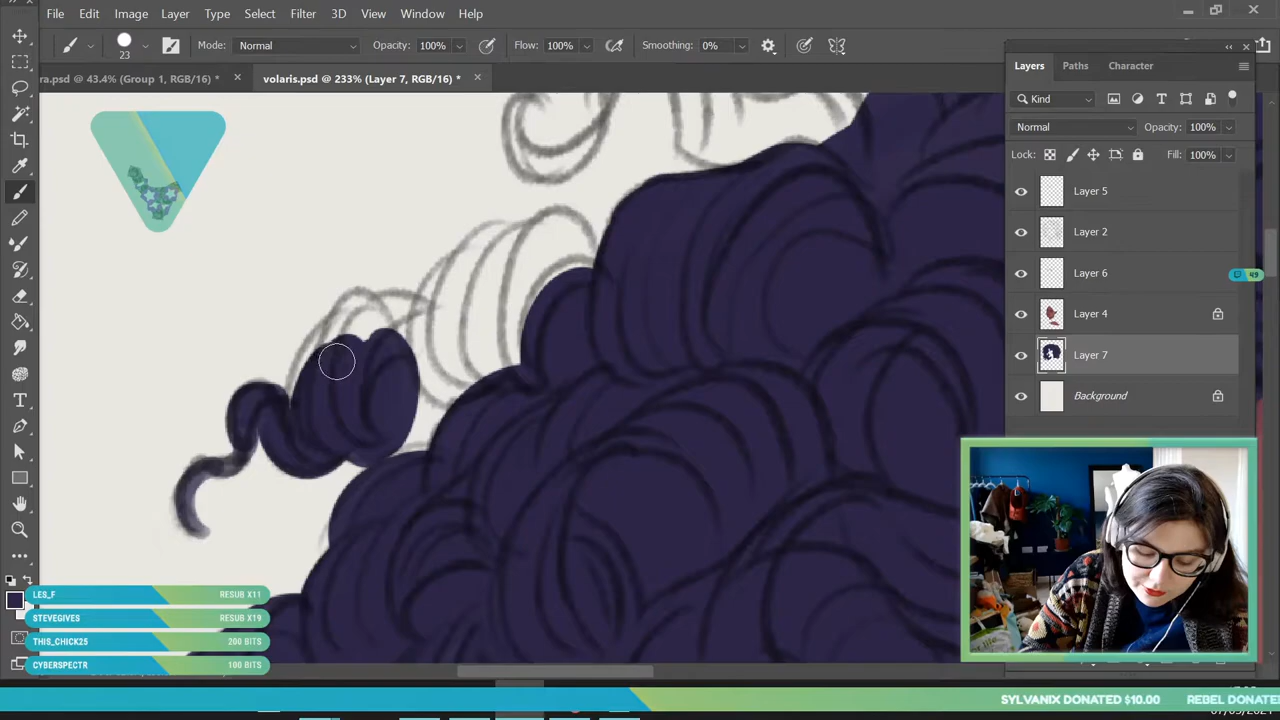 File Edit Image Layer Type Select Filter 3D View Window Help
23 Mode: Normal Opacity: 100% Flow: 100% Smoothing: 0%
ra.psd @ 43.4% (Group 1, RGB/16) * volaris.psd @ 233% (Layer 7, RGB/16) *
Layers Paths Character
Kind
Normal Opacity: 100%
Lock: Fill: 100%
Layer 5
Layer 2
Layer 6
49
Layer 4
Layer 7
Background
LES_F RESUB X11
STEVEGIVES RESUB X19
THIS_CHICK25 200 BITS
CYBERSPECTR 100 BITS
SYLVANIX DONATED $10.00 REBEL DONATE